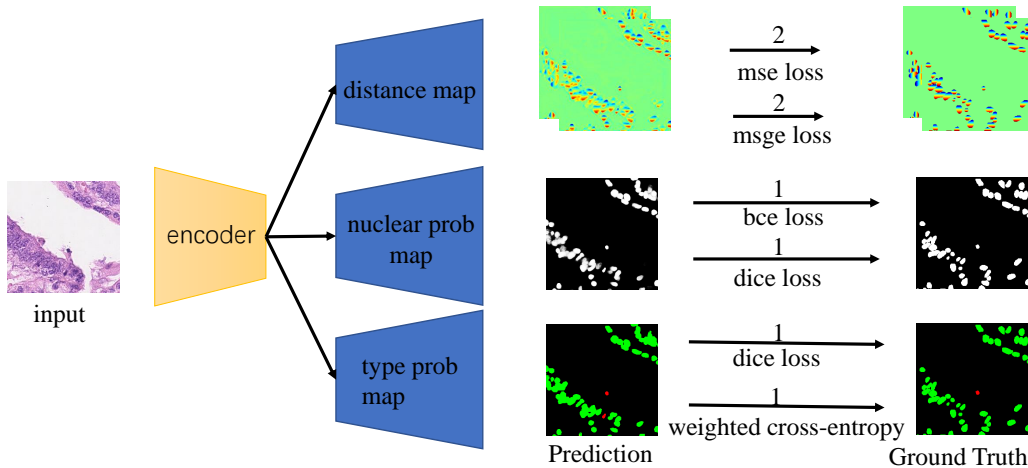 2
mse loss
distance map
2
msge loss
1
bce loss
nuclear prob
map
encoder
1
dice loss
input
1
dice loss
type prob
map
1
weighted cross-entropy
Prediction
Ground Truth